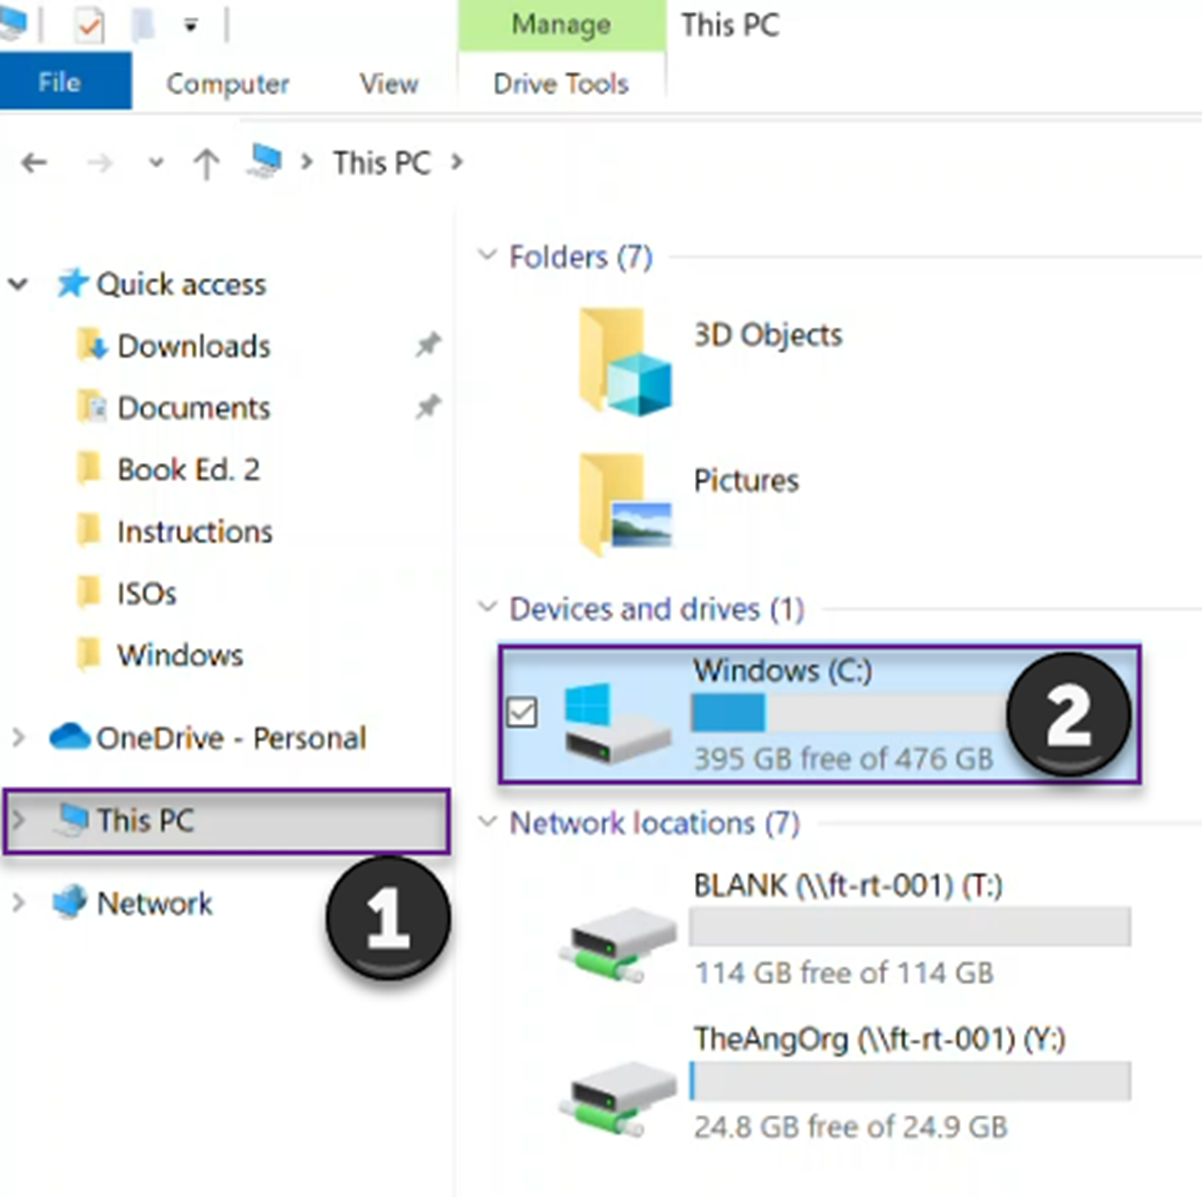 Manage
This PC
File
Computer
View
Drive Tools
This PC
Quick access
Downloads
Documents
Book Ed. 2
Instructions
ISOs
Windows
OneDrive - Personal
This PC
1
Network
Folders (7)
3D Objects
Pictures
Devices and drives (1)
Windows (C:)
395 GB free of 476 GB
2
Network locations (7)
BLANK (\\ft-rt-001) (T:)
114 GB free of 114 GB
TheAngOrg (\\ft-rt-001) (Y:)
24.8 GB free of 24.9 GB